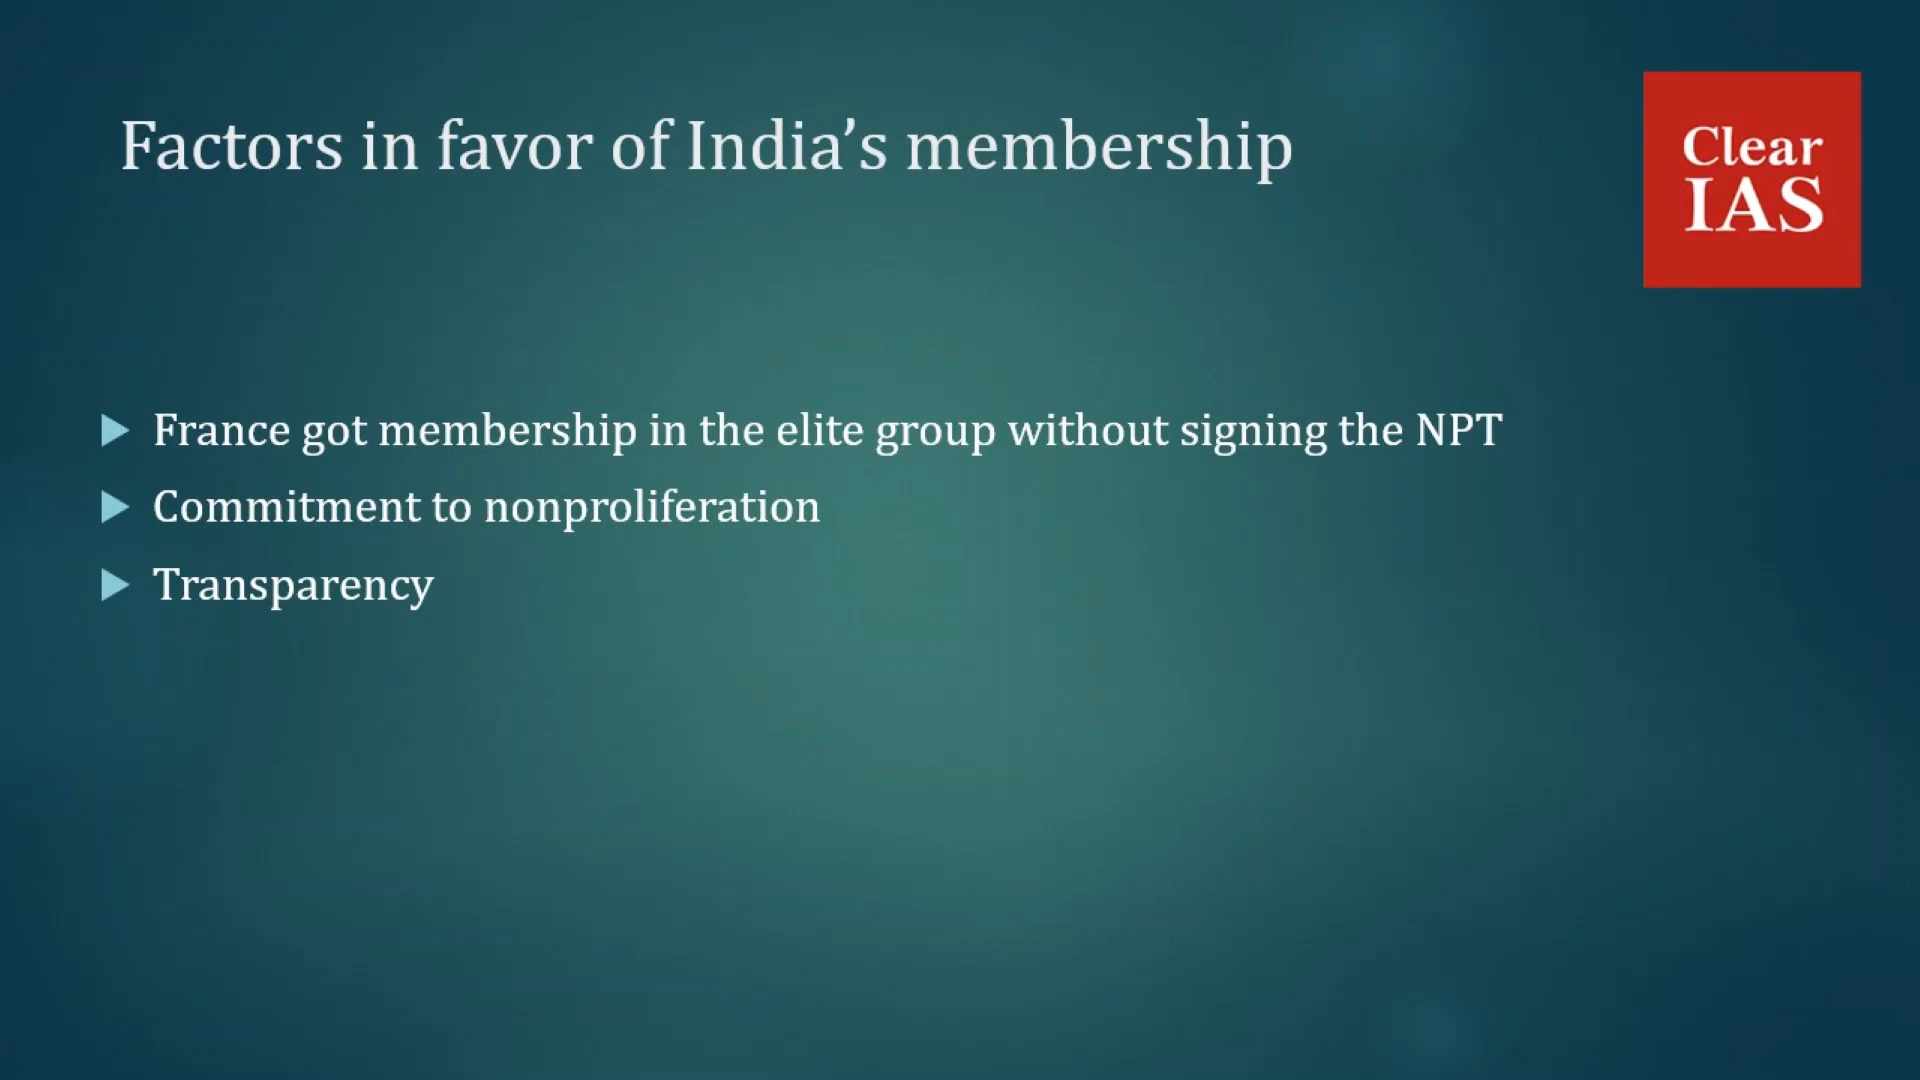 Factors in favor of India’s membership
Clear
IAS
France got membership in the elite group without signing the NPT
Commitment to nonproliferation
Transparency